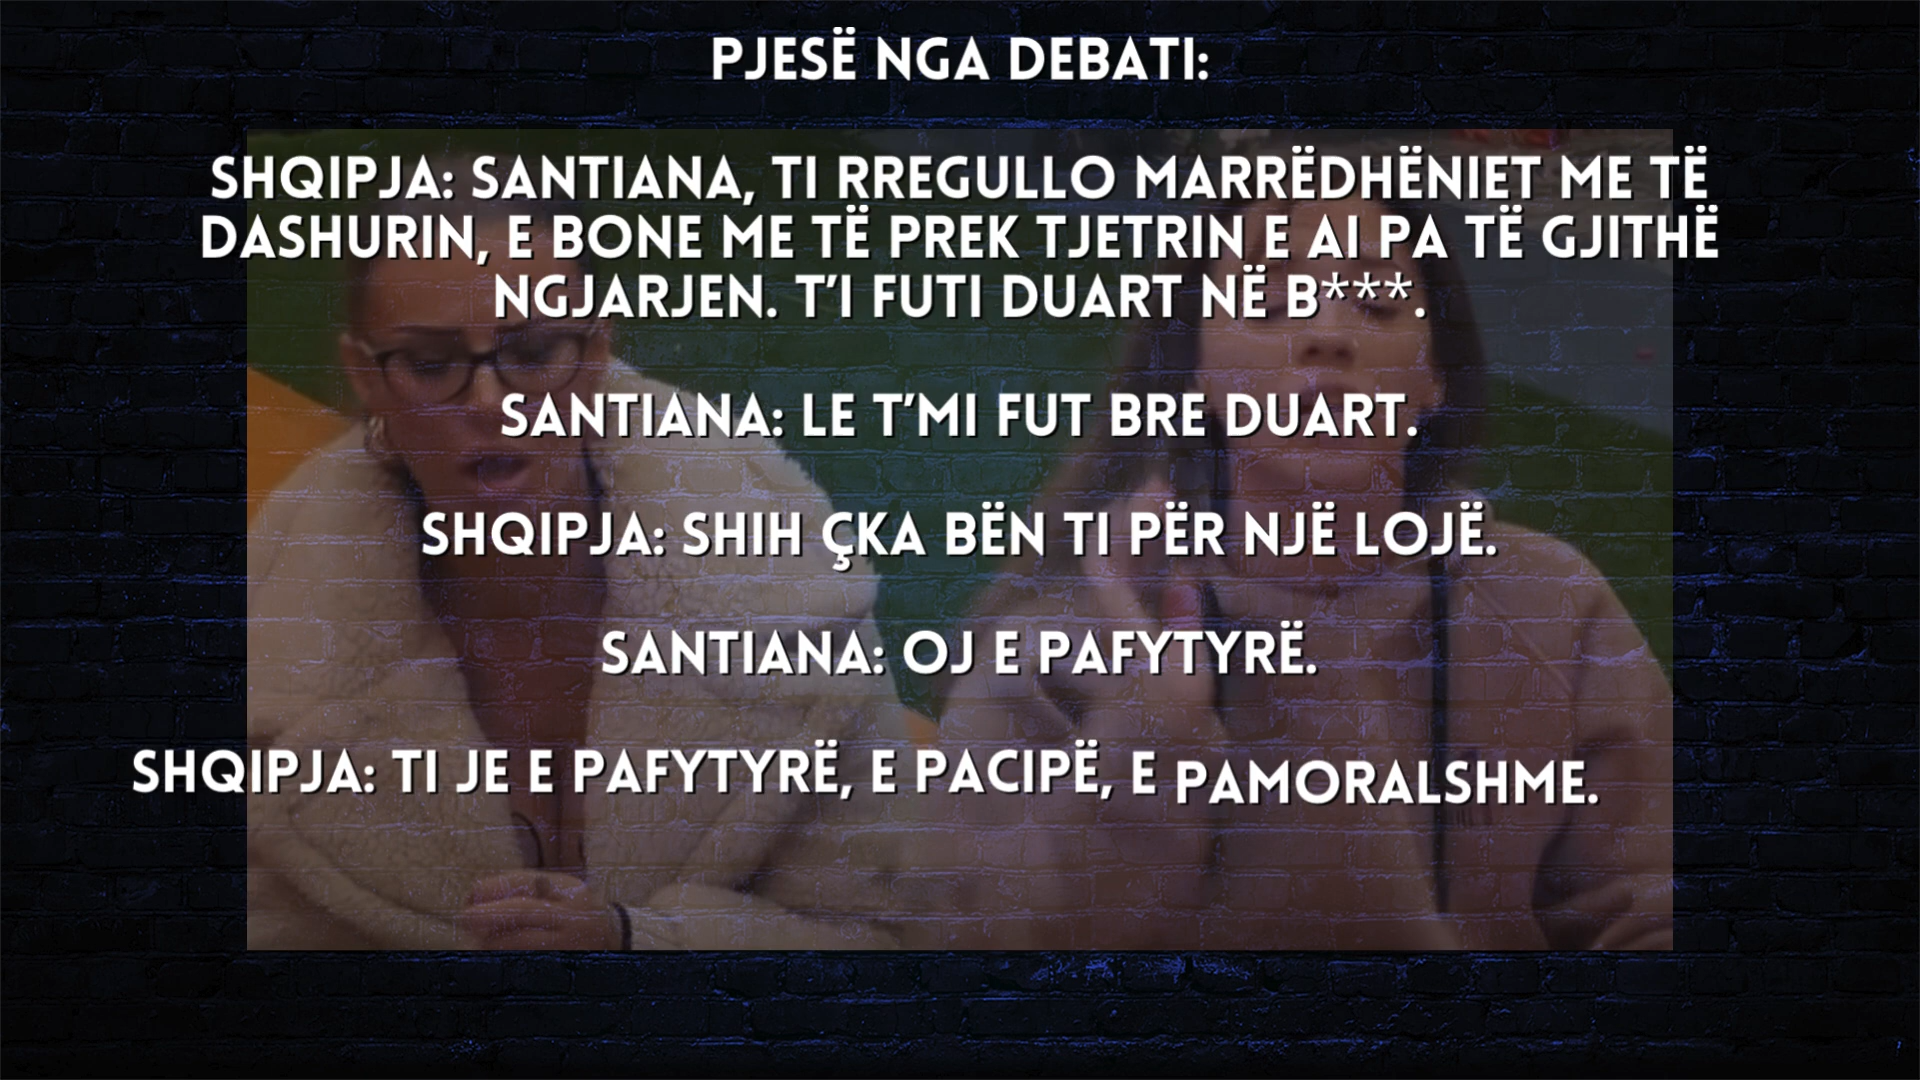 PJESË NGA DEBATI:
SHQIPJA: SANTIANA, TI RREGULLO MARRËDHËNIET ME TË
DASHURIN, E BONE ME TË PREK TJETRIN E AI PA TË GJITHË
NGJARJEN. T'I FUTI DUART NË B***.
SANTIANA: LE T'MI FUT BRE DUART.
SHQIPJA: SHIH ÇKA BËN TI PËR NJË LOJË.
SANTIANA: OJ E PAFYTYRË.
SHQIPJA: TI JE E PAFYTYRË, E PACIPË, E PAMORALSHME.